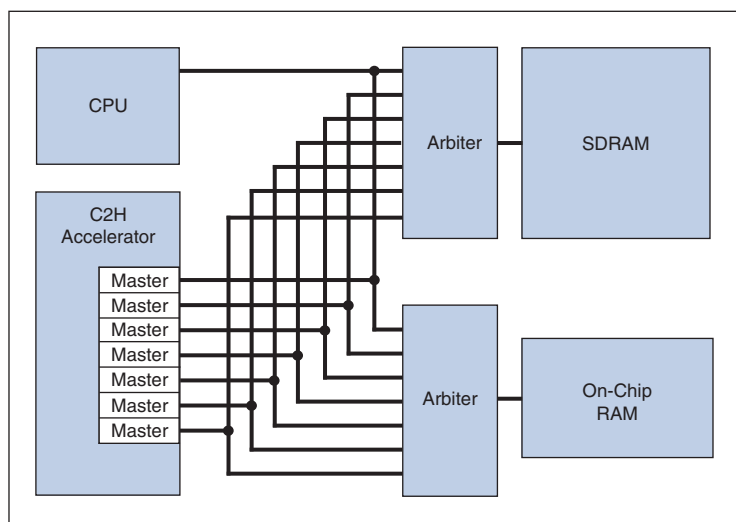 CPU
Arbiter
SDRAM
C2H
Accelerator
Master
Master
Master
Master
Master
Master
Master
Arbiter
On-Chip
RAM